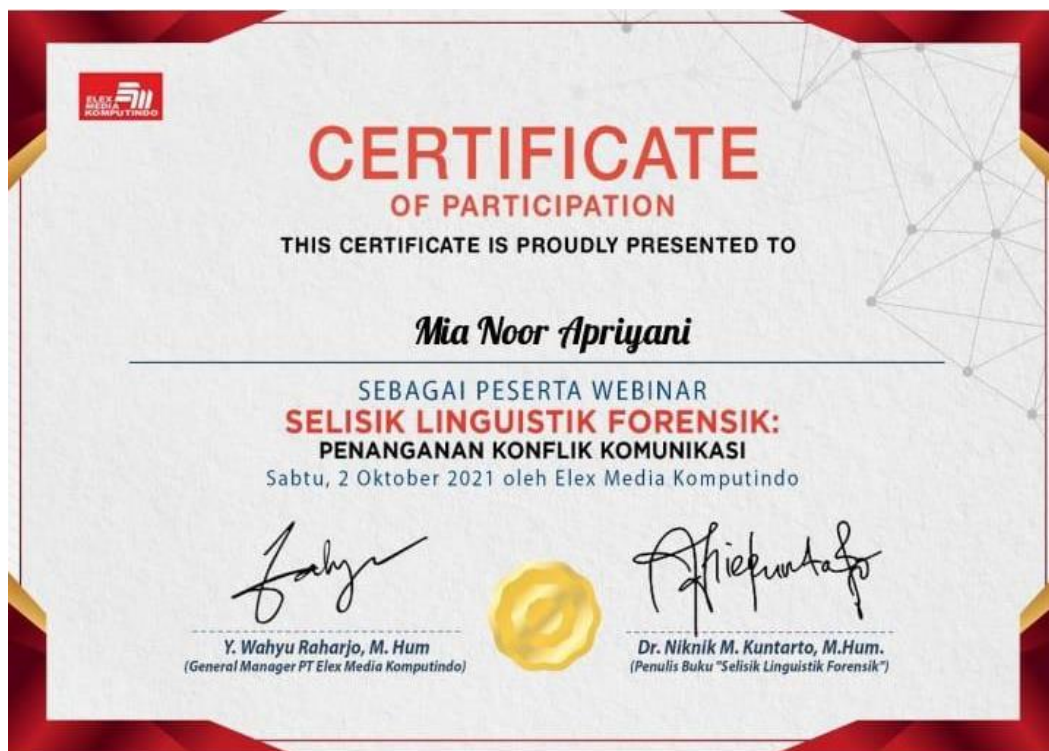 ELEX
MEDIA
KOMPUTINDO
CERTIFICATE
OF PARTICIPATION
THIS CERTIFICATE IS PROUDLY PRESENTED TO
Mia Noor Apriyani
SEBAGAI PESERTA WEBINAR
SELISIK LINGUISTIK FORENSIK:
PENANGANAN KONFLIK KOMUNIKASI
Sabtu, 2 Oktober 2021 oleh Elex Media Komputindo
Y. Wahyu Raharjo, M. Hum
(General Manager PT Elex Media Komputindo)
Dr. Niknik M. Kuntarto, M.Hum.
(Penulis Buku "Selisik Linguistik Forensik")